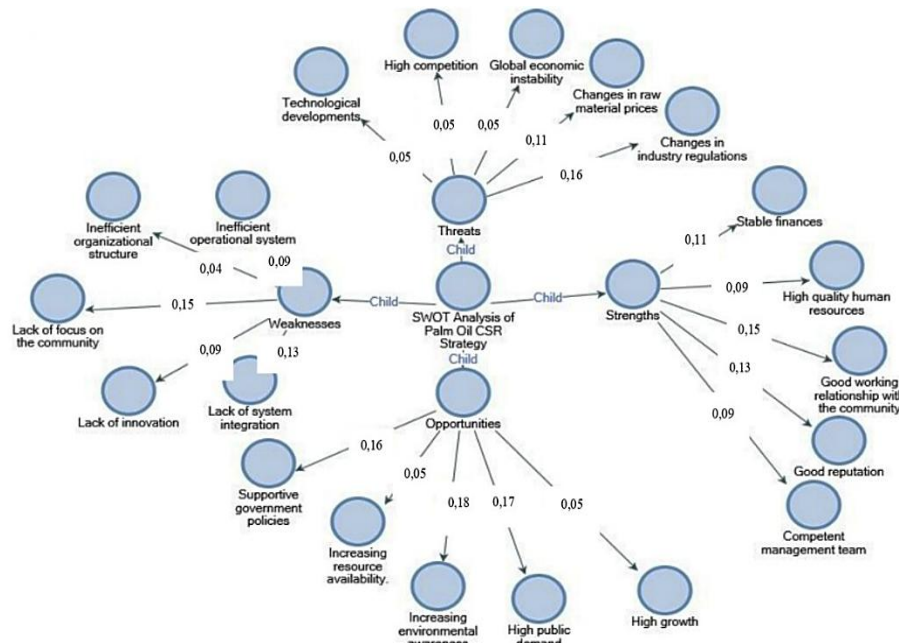 High competition
Global economic
instability
Technological
developments
Changes in raw
material prices
Changes in
industry regulations
0,05
0,05
0,05
0,11
0,16
Threats
Child
Inefficient
organizational
structure
Inefficient
operational system
0,04
0,09
0,15
Lack of focus on
the community
Weaknesses
0,09
0,13
Lack of innovation
Lack of system
integration
Child
SWOT Analysis of
Palm Oil CSR
Strategy
Child
Child
Strengths
Stable finances
0,11
0,09
High quality human
resources
0,15
Good working
relationship with
the community
0,13
Good reputation
0,09
Competent
management team
Opportunities
0,16
Supportive
government
policies
0,05
Increasing
resource
availability.
0,18
Increasing
environmental
awareness
0,17
High public
demand
0,05
High growth